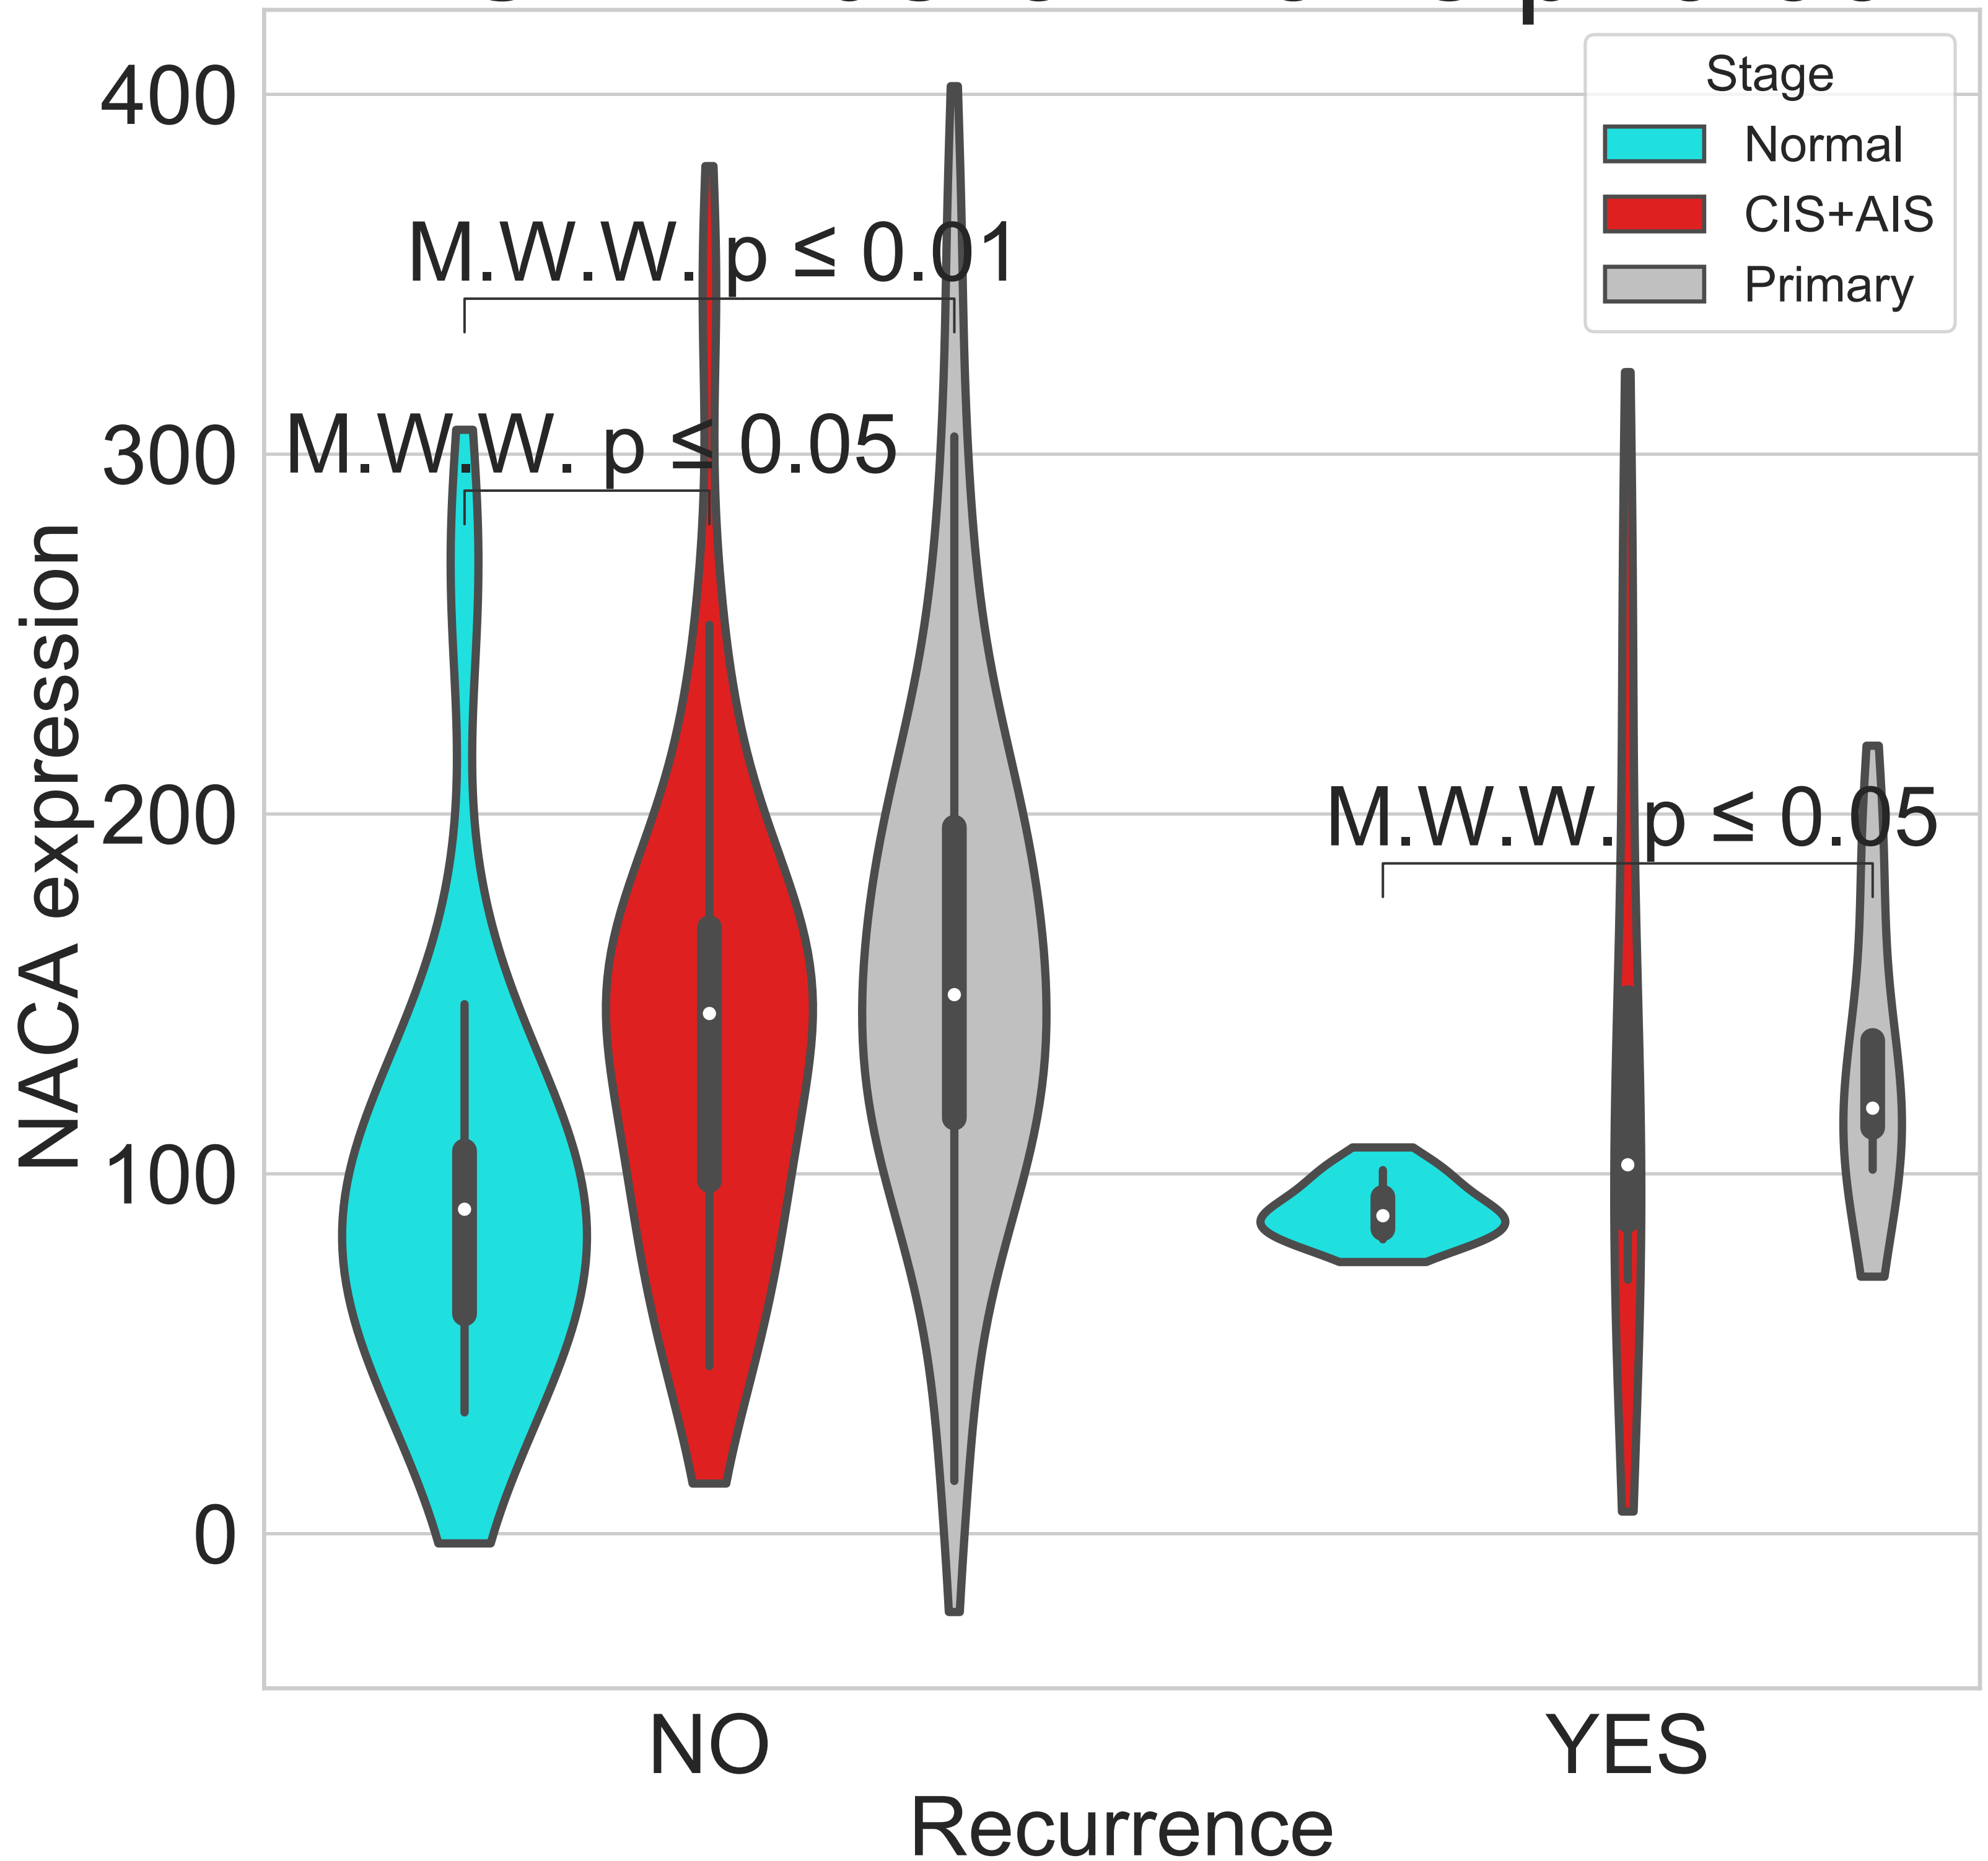 Stage
Normal
CIS+AIS
Primary
400
300
200
100
0
NACA expression
M.W.W. p ≤ 0.01
M.W.W. p ≤ 0.05
M.W.W. p ≤ 0.05
NO
YES
Recurrence